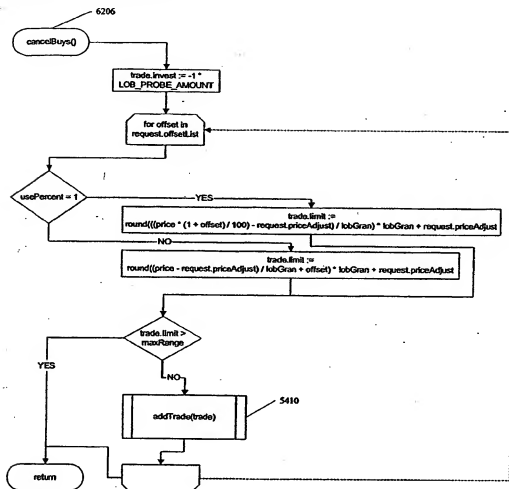 6206
cancelBuys()
trade.invest := -1 *
LOB_PROBE_AMOUNT
for offset in
request.offsetList
usePercent = 1
YES
trade.limit :=
round(((price * (1 + offset) / 100) - request.priceAdjust) / lobGran) * lobGran + request.priceAdjust
NO
trade.limit :=
round((price - request.priceAdjust) / lobGran + offset) * lobGran + request.priceAdjust
trade.limit >
maxRange
YES
NO
addTrade(trade)
5410
return